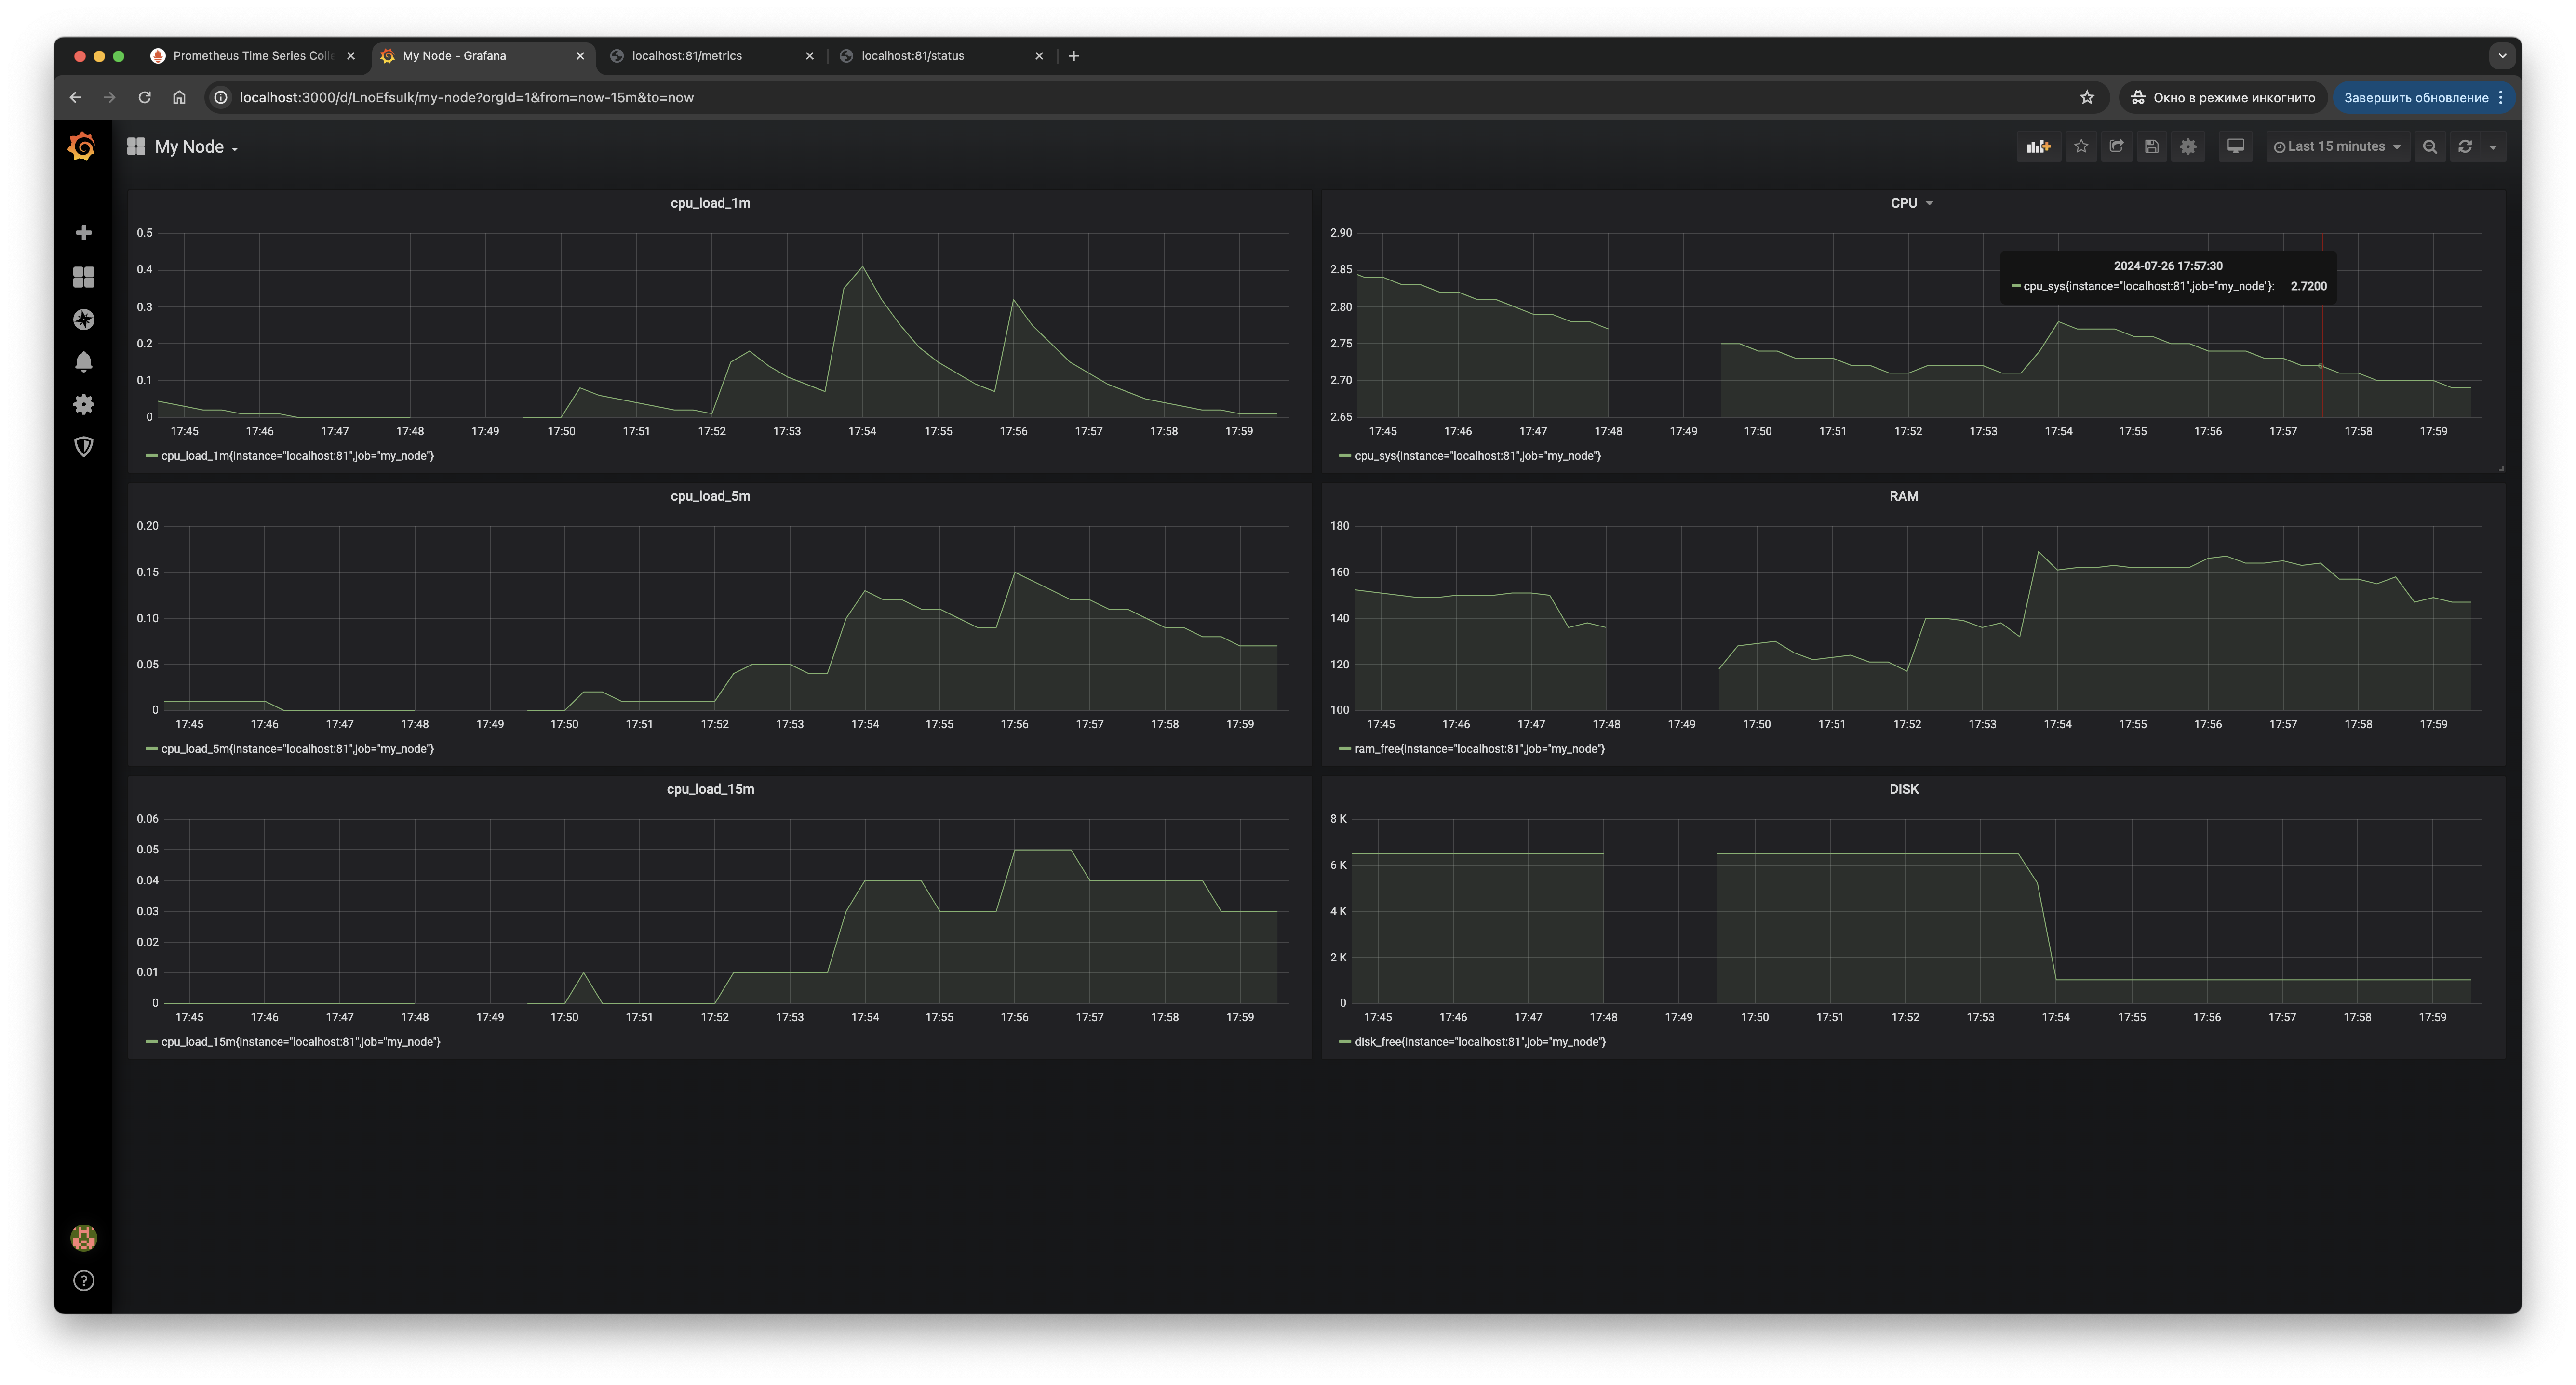 Prometheus Time Series Colle
My Node - Grafana
localhost:81/metrics
localhost:81/status
localhost:3000/d/LnoEfsulk/my-node?orgId=1&from=now-15m&to=now
Окно в режиме инкогнито
Завершить обновление
My Node
Last 15 minutes
cpu_load_1m
0.5
0.4
0.3
0.2
0.1
0
17:45 17:46 17:47 17:48 17:49 17:50 17:51 17:52 17:53 17:54 17:55 17:56 17:57 17:58 17:59
cpu_load_1m{instance="localhost:81",job="my_node"}
CPU
2.90
2.85
2.80
2.75
2.70
2.65
2024-07-26 17:57:30
cpu_sys{instance="localhost:81",job="my_node"}: 2.7200
17:45 17:46 17:47 17:48 17:49 17:50 17:51 17:52 17:53 17:54 17:55 17:56 17:57 17:58 17:59
cpu_sys{instance="localhost:81",job="my_node"}
cpu_load_5m
0.20
0.15
0.10
0.05
0
17:45 17:46 17:47 17:48 17:49 17:50 17:51 17:52 17:53 17:54 17:55 17:56 17:57 17:58 17:59
cpu_load_5m{instance="localhost:81",job="my_node"}
RAM
180
160
140
120
100
17:45 17:46 17:47 17:48 17:49 17:50 17:51 17:52 17:53 17:54 17:55 17:56 17:57 17:58 17:59
ram_free{instance="localhost:81",job="my_node"}
cpu_load_15m
0.06
0.05
0.04
0.03
0.02
0.01
0
17:45 17:46 17:47 17:48 17:49 17:50 17:51 17:52 17:53 17:54 17:55 17:56 17:57 17:58 17:59
cpu_load_15m{instance="localhost:81",job="my_node"}
DISK
8 K
6 K
4 K
2 K
0
17:45 17:46 17:47 17:48 17:49 17:50 17:51 17:52 17:53 17:54 17:55 17:56 17:57 17:58 17:59
disk_free{instance="localhost:81",job="my_node"}